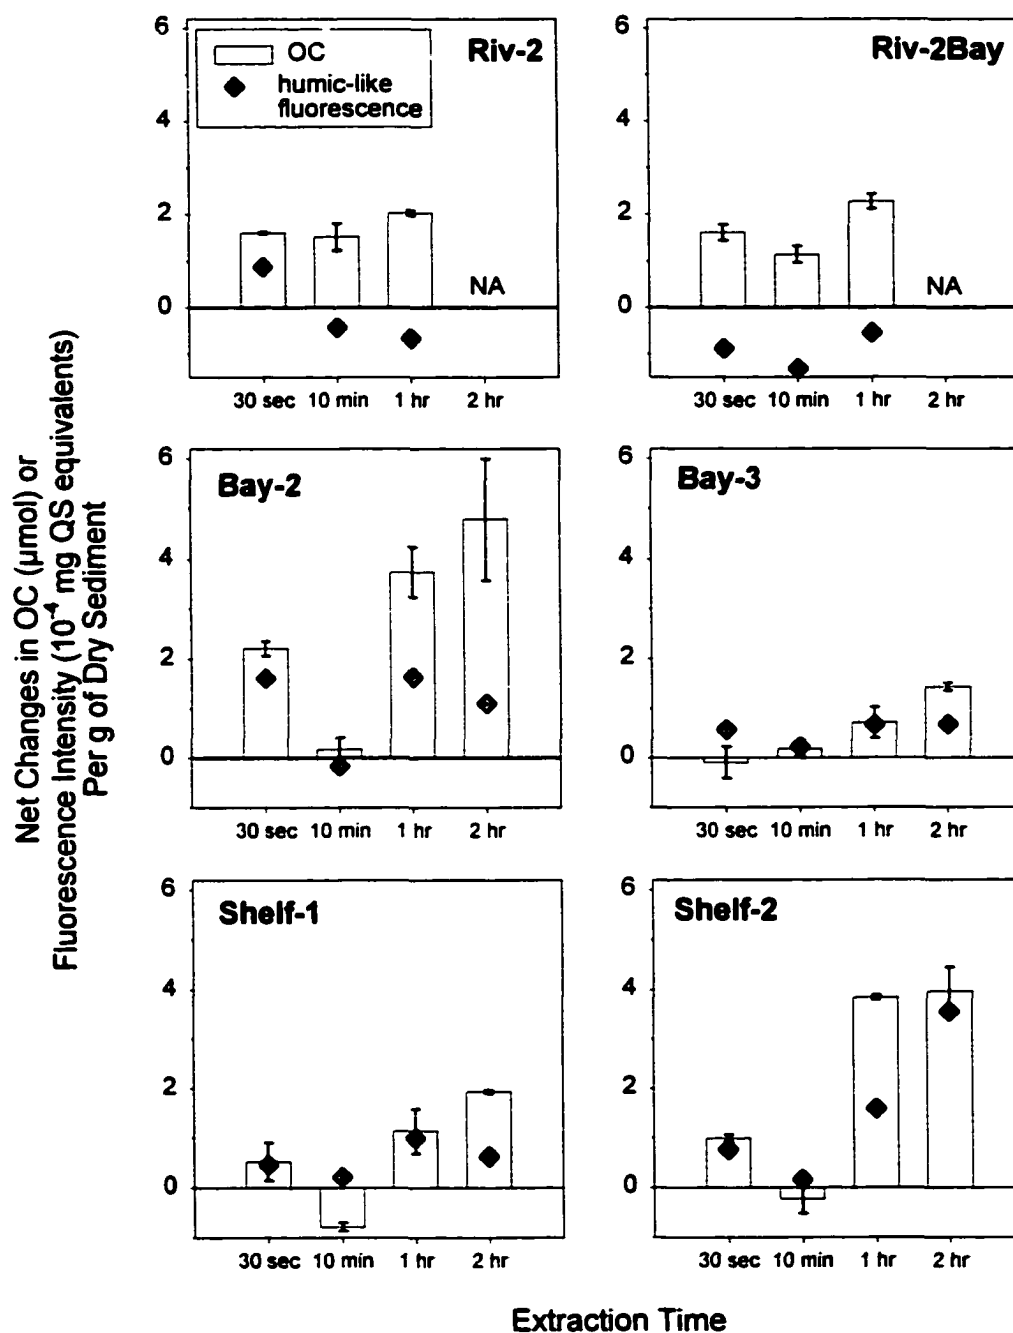 6
4
2
0
OC
humic-like
fluorescence
Riv-2
NA
30 sec 10 min 1 hr 2 hr
6
4
2
0
Riv-2Bay
NA
30 sec 10 min 1 hr 2 hr
Net Changes in OC (µmol) or
Fluorescence Intensity (10⁻⁴ mg QS equivalents)
Per g of Dry Sediment
6
4
2
0
Bay-2
30 sec 10 min 1 hr 2 hr
6
4
2
0
Bay-3
30 sec 10 min 1 hr 2 hr
6
4
2
0
Shelf-1
30 sec 10 min 1 hr 2 hr
6
4
2
0
Shelf-2
30 sec 10 min 1 hr 2 hr
Extraction Time